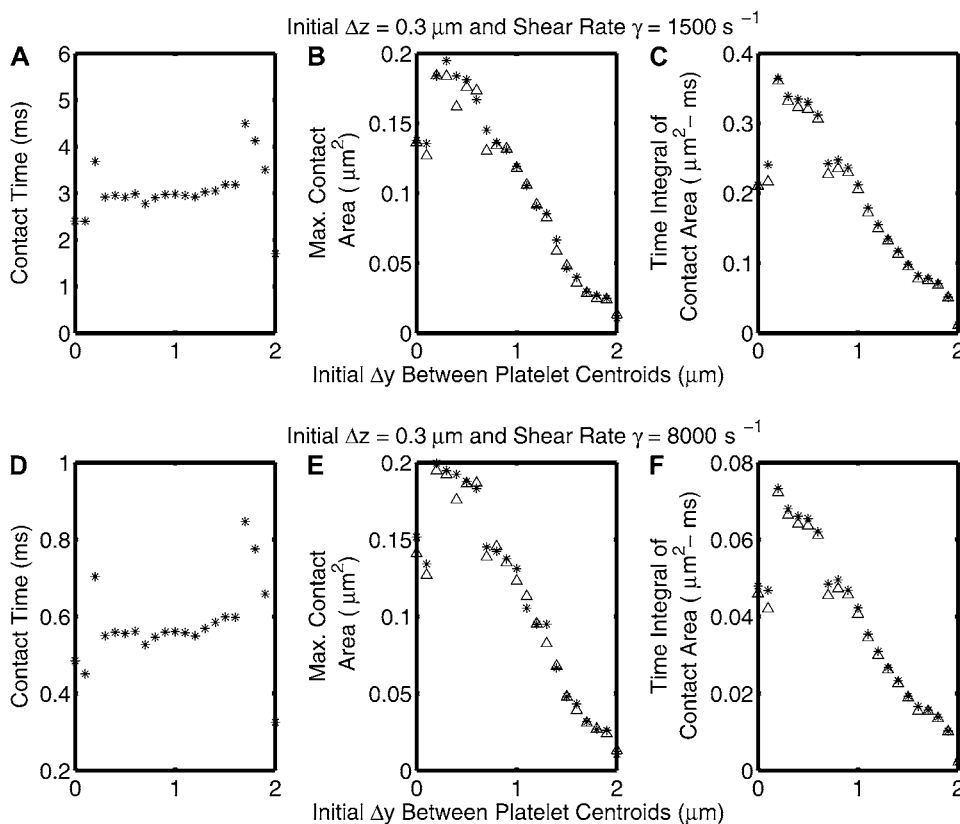 Initial Δz = 0.3 μm and Shear Rate γ = 1500 s⁻¹
A
6
5
4
3
2
1
0
Contact Time (ms)
0
1
2
B
0.2
0.15
0.1
0.05
0
Max. Contact
Area ( μm²)
0
1
2
C
0.4
0.3
0.2
0.1
0
Time Integral of
Contact Area ( μm²– ms)
0
1
2
Initial Δy Between Platelet Centroids (μm)
Initial Δz = 0.3 μm and Shear Rate γ = 8000 s⁻¹
D
1
0.8
0.6
0.4
0.2
Contact Time (ms)
0
1
2
E
0.2
0.15
0.1
0.05
0
Max. Contact
Area ( μm²)
0
1
2
F
0.08
0.06
0.04
0.02
0
Time Integral of
Contact Area ( μm²– ms)
0
1
2
Initial Δy Between Platelet Centroids (μm)